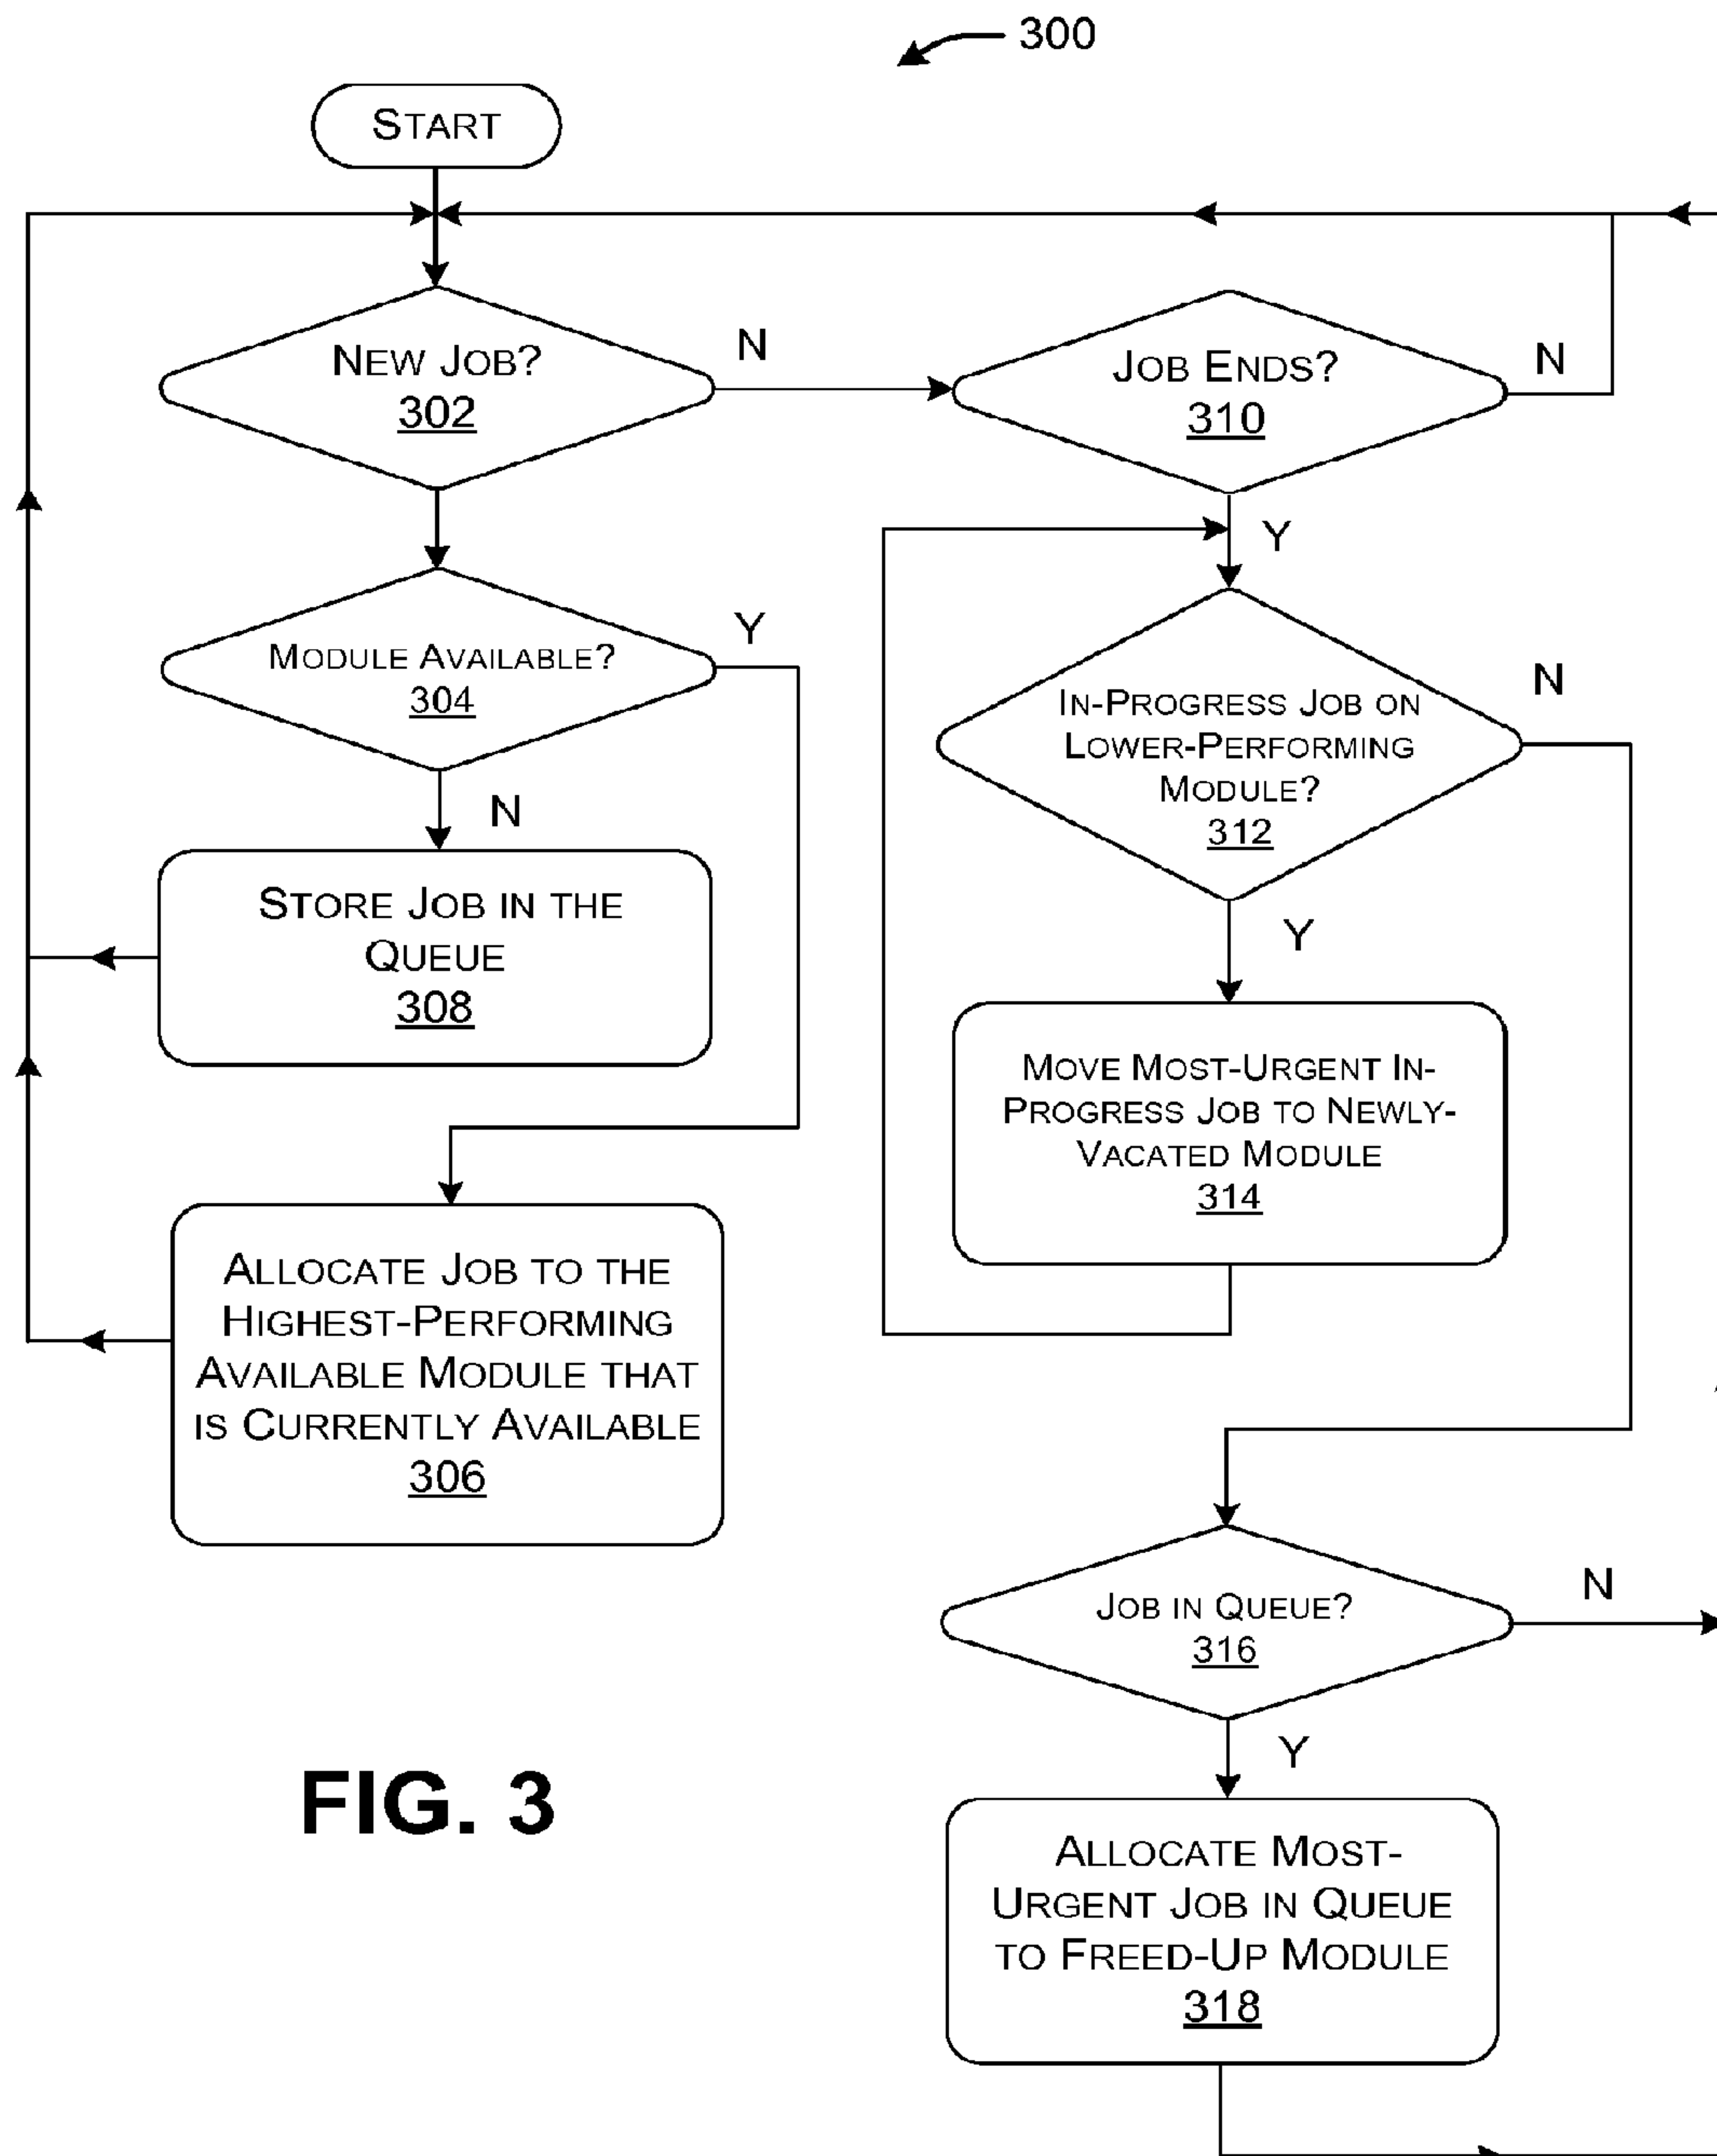 300
START
NEW JOB?
302
N
JOB ENDS?
310
N
Y
MODULE AVAILABLE?
304
Y
N
IN-PROGRESS JOB ON
LOWER-PERFORMING
MODULE?
312
N
Y
STORE JOB IN THE
QUEUE
308
MOVE MOST-URGENT IN-
PROGRESS JOB TO NEWLY-
VACATED MODULE
314
ALLOCATE JOB TO THE
HIGHEST-PERFORMING
AVAILABLE MODULE THAT
IS CURRENTLY AVAILABLE
306
JOB IN QUEUE?
316
N
Y
ALLOCATE MOST-
URGENT JOB IN QUEUE
TO FREED-UP MODULE
318
FIG. 3